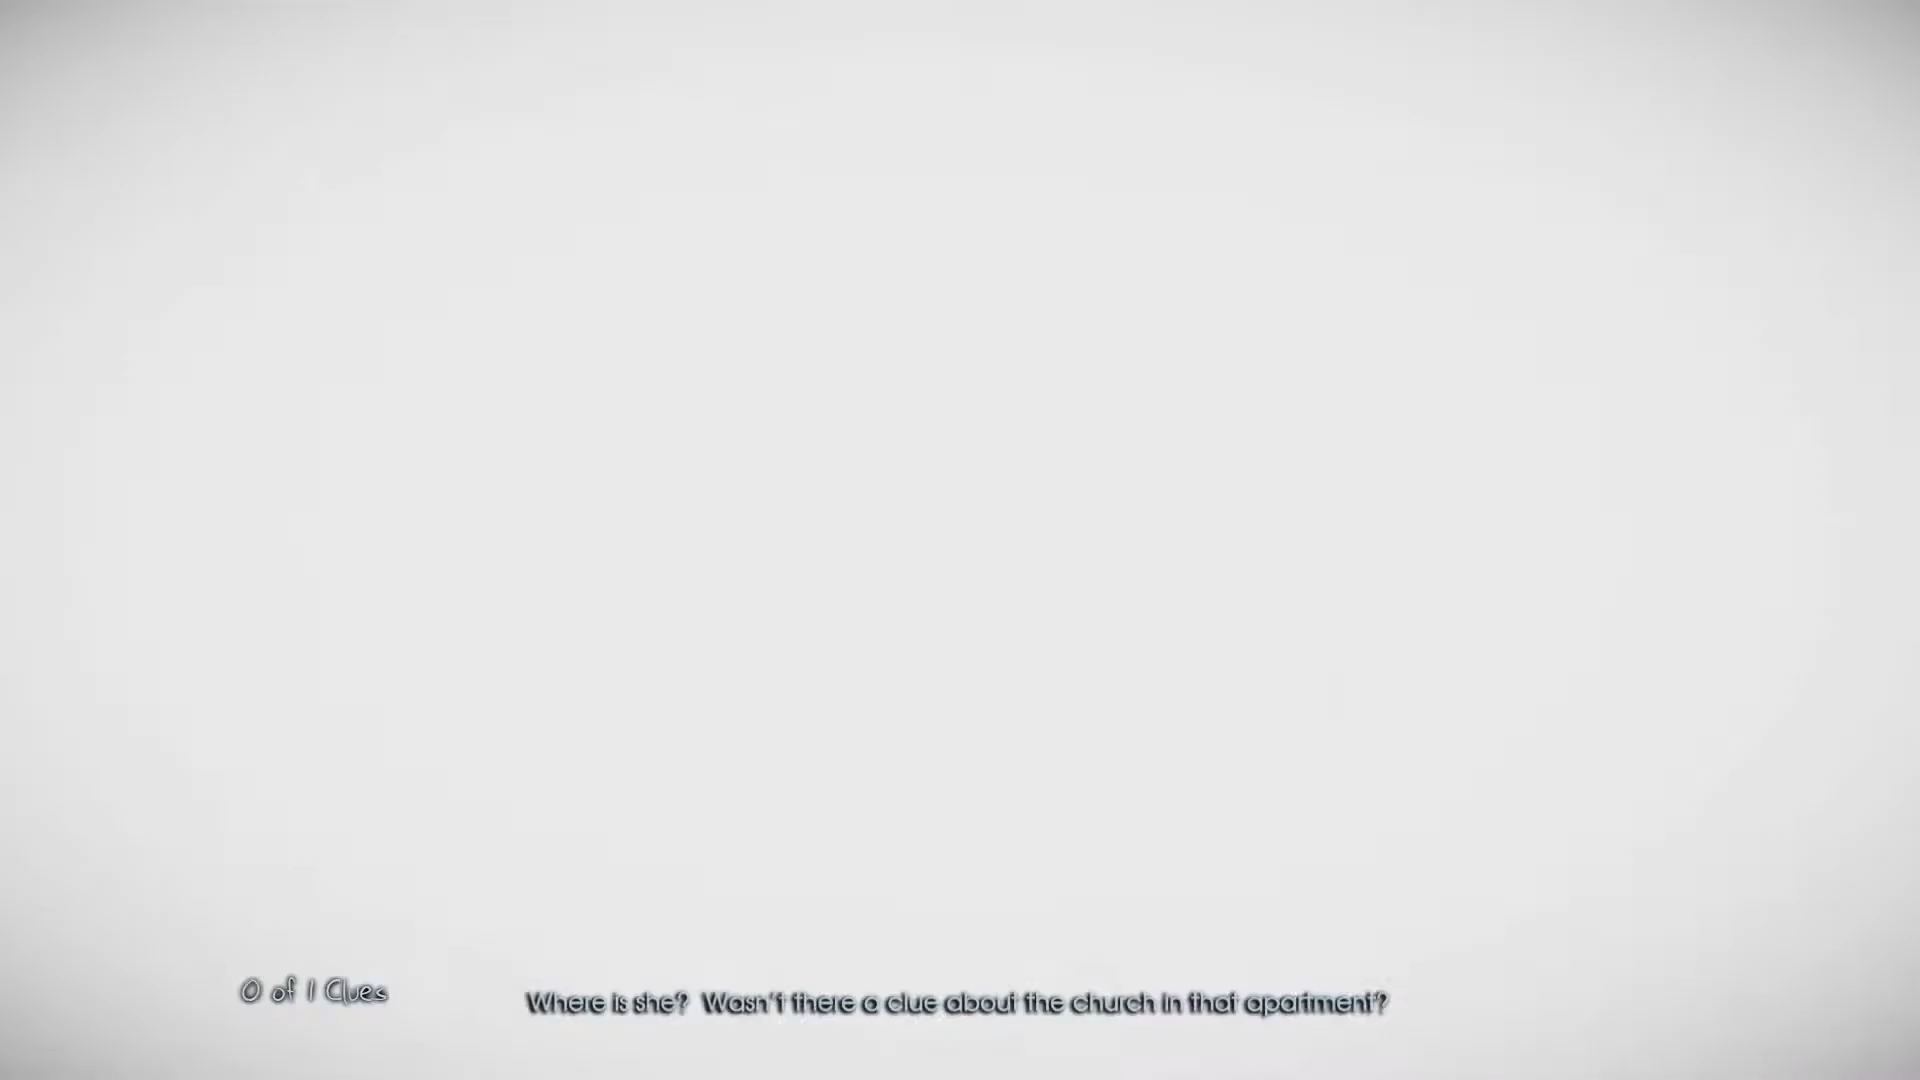 0 of 1 Clues
Where is she?  Wasn't there a clue about the church in that apartment?